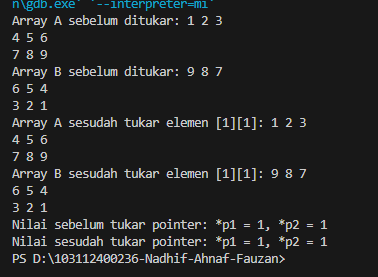 n\gdb.exe' '--interpreter=mi'
Array A sebelum ditukar: 1 2 3
4 5 6
7 8 9
Array B sebelum ditukar: 9 8 7
6 5 4
3 2 1
Array A sesudah tukar elemen [1][1]: 1 2 3
4 5 6
7 8 9
Array B sesudah tukar elemen [1][1]: 9 8 7
6 5 4
3 2 1
Nilai sebelum tukar pointer: *p1 = 1, *p2 = 1
Nilai sesudah tukar pointer: *p1 = 1, *p2 = 1
PS D:\103112400236-Nadhif-Ahnaf-Fauzan>